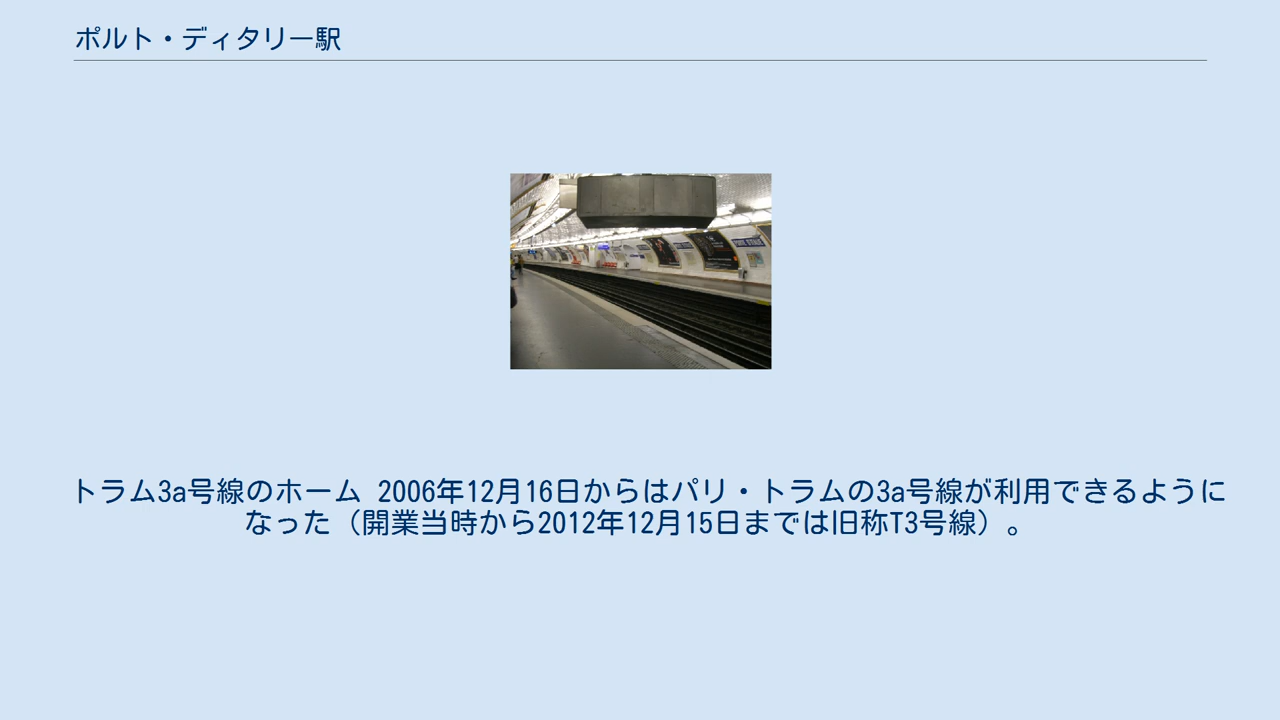 ポルト・ディタリー駅
トラム3a号線のホーム 2006年12月16日からはパリ・トラムの3a号線が利用できるように
なった（開業当時から2012年12月15日までは旧称T3号線）。